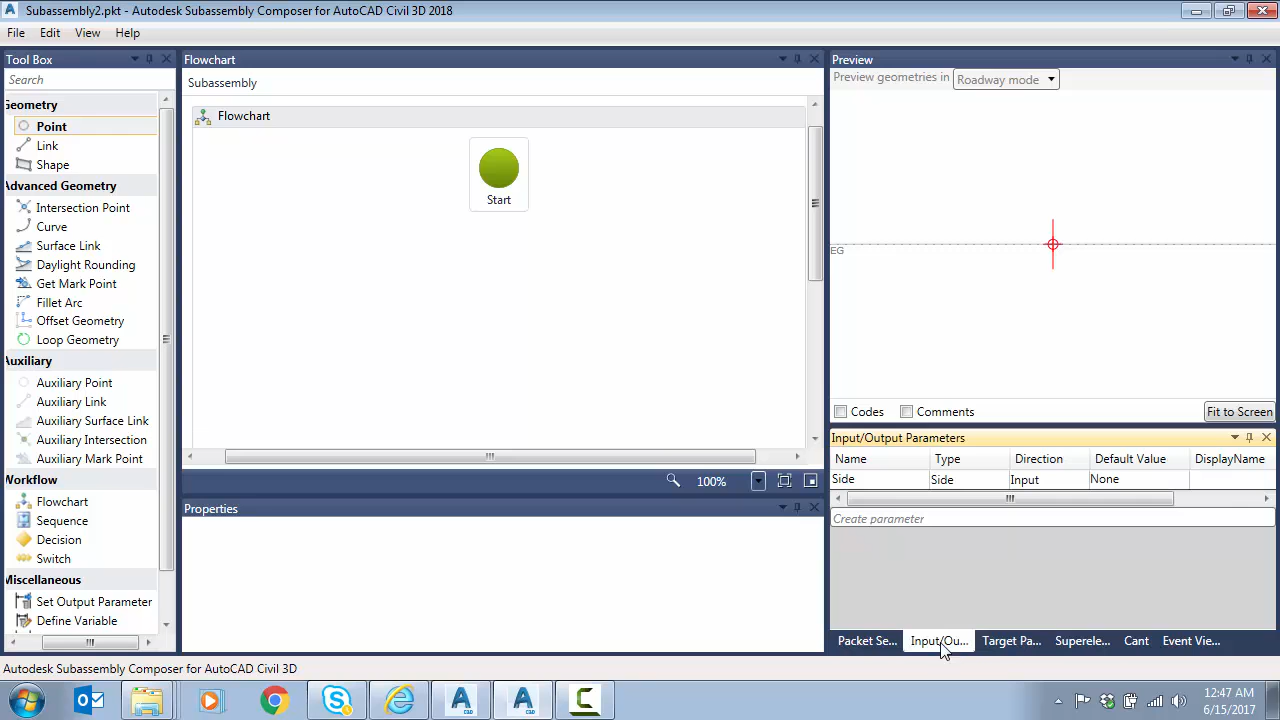 Subassembly2.pkt - Autodesk Subassembly Composer for AutoCAD Civil 3D 2018
File Edit View Help
Tool Box
Search
Geometry
Point
Link
Shape
Advanced Geometry
Intersection Point
Curve
Surface Link
Daylight Rounding
Get Mark Point
Fillet Arc
Offset Geometry
Loop Geometry
Auxiliary
Auxiliary Point
Auxiliary Link
Auxiliary Surface Link
Auxiliary Intersection
Auxiliary Mark Point
Workflow
Flowchart
Sequence
Decision
Switch
Miscellaneous
Set Output Parameter
Define Variable
Flowchart
Subassembly
Flowchart
Start
100%
Properties
Preview
Preview geometries in Roadway mode
EG
Codes Comments Fit to Screen
Input/Output Parameters
Name Type Direction Default Value DisplayName
Side Side Input None
Create parameter
Packet Se... Input/Ou... Target Pa... Superele... Cant Event Vie...
Autodesk Subassembly Composer for AutoCAD Civil 3D
12:47 AM
6/15/2017